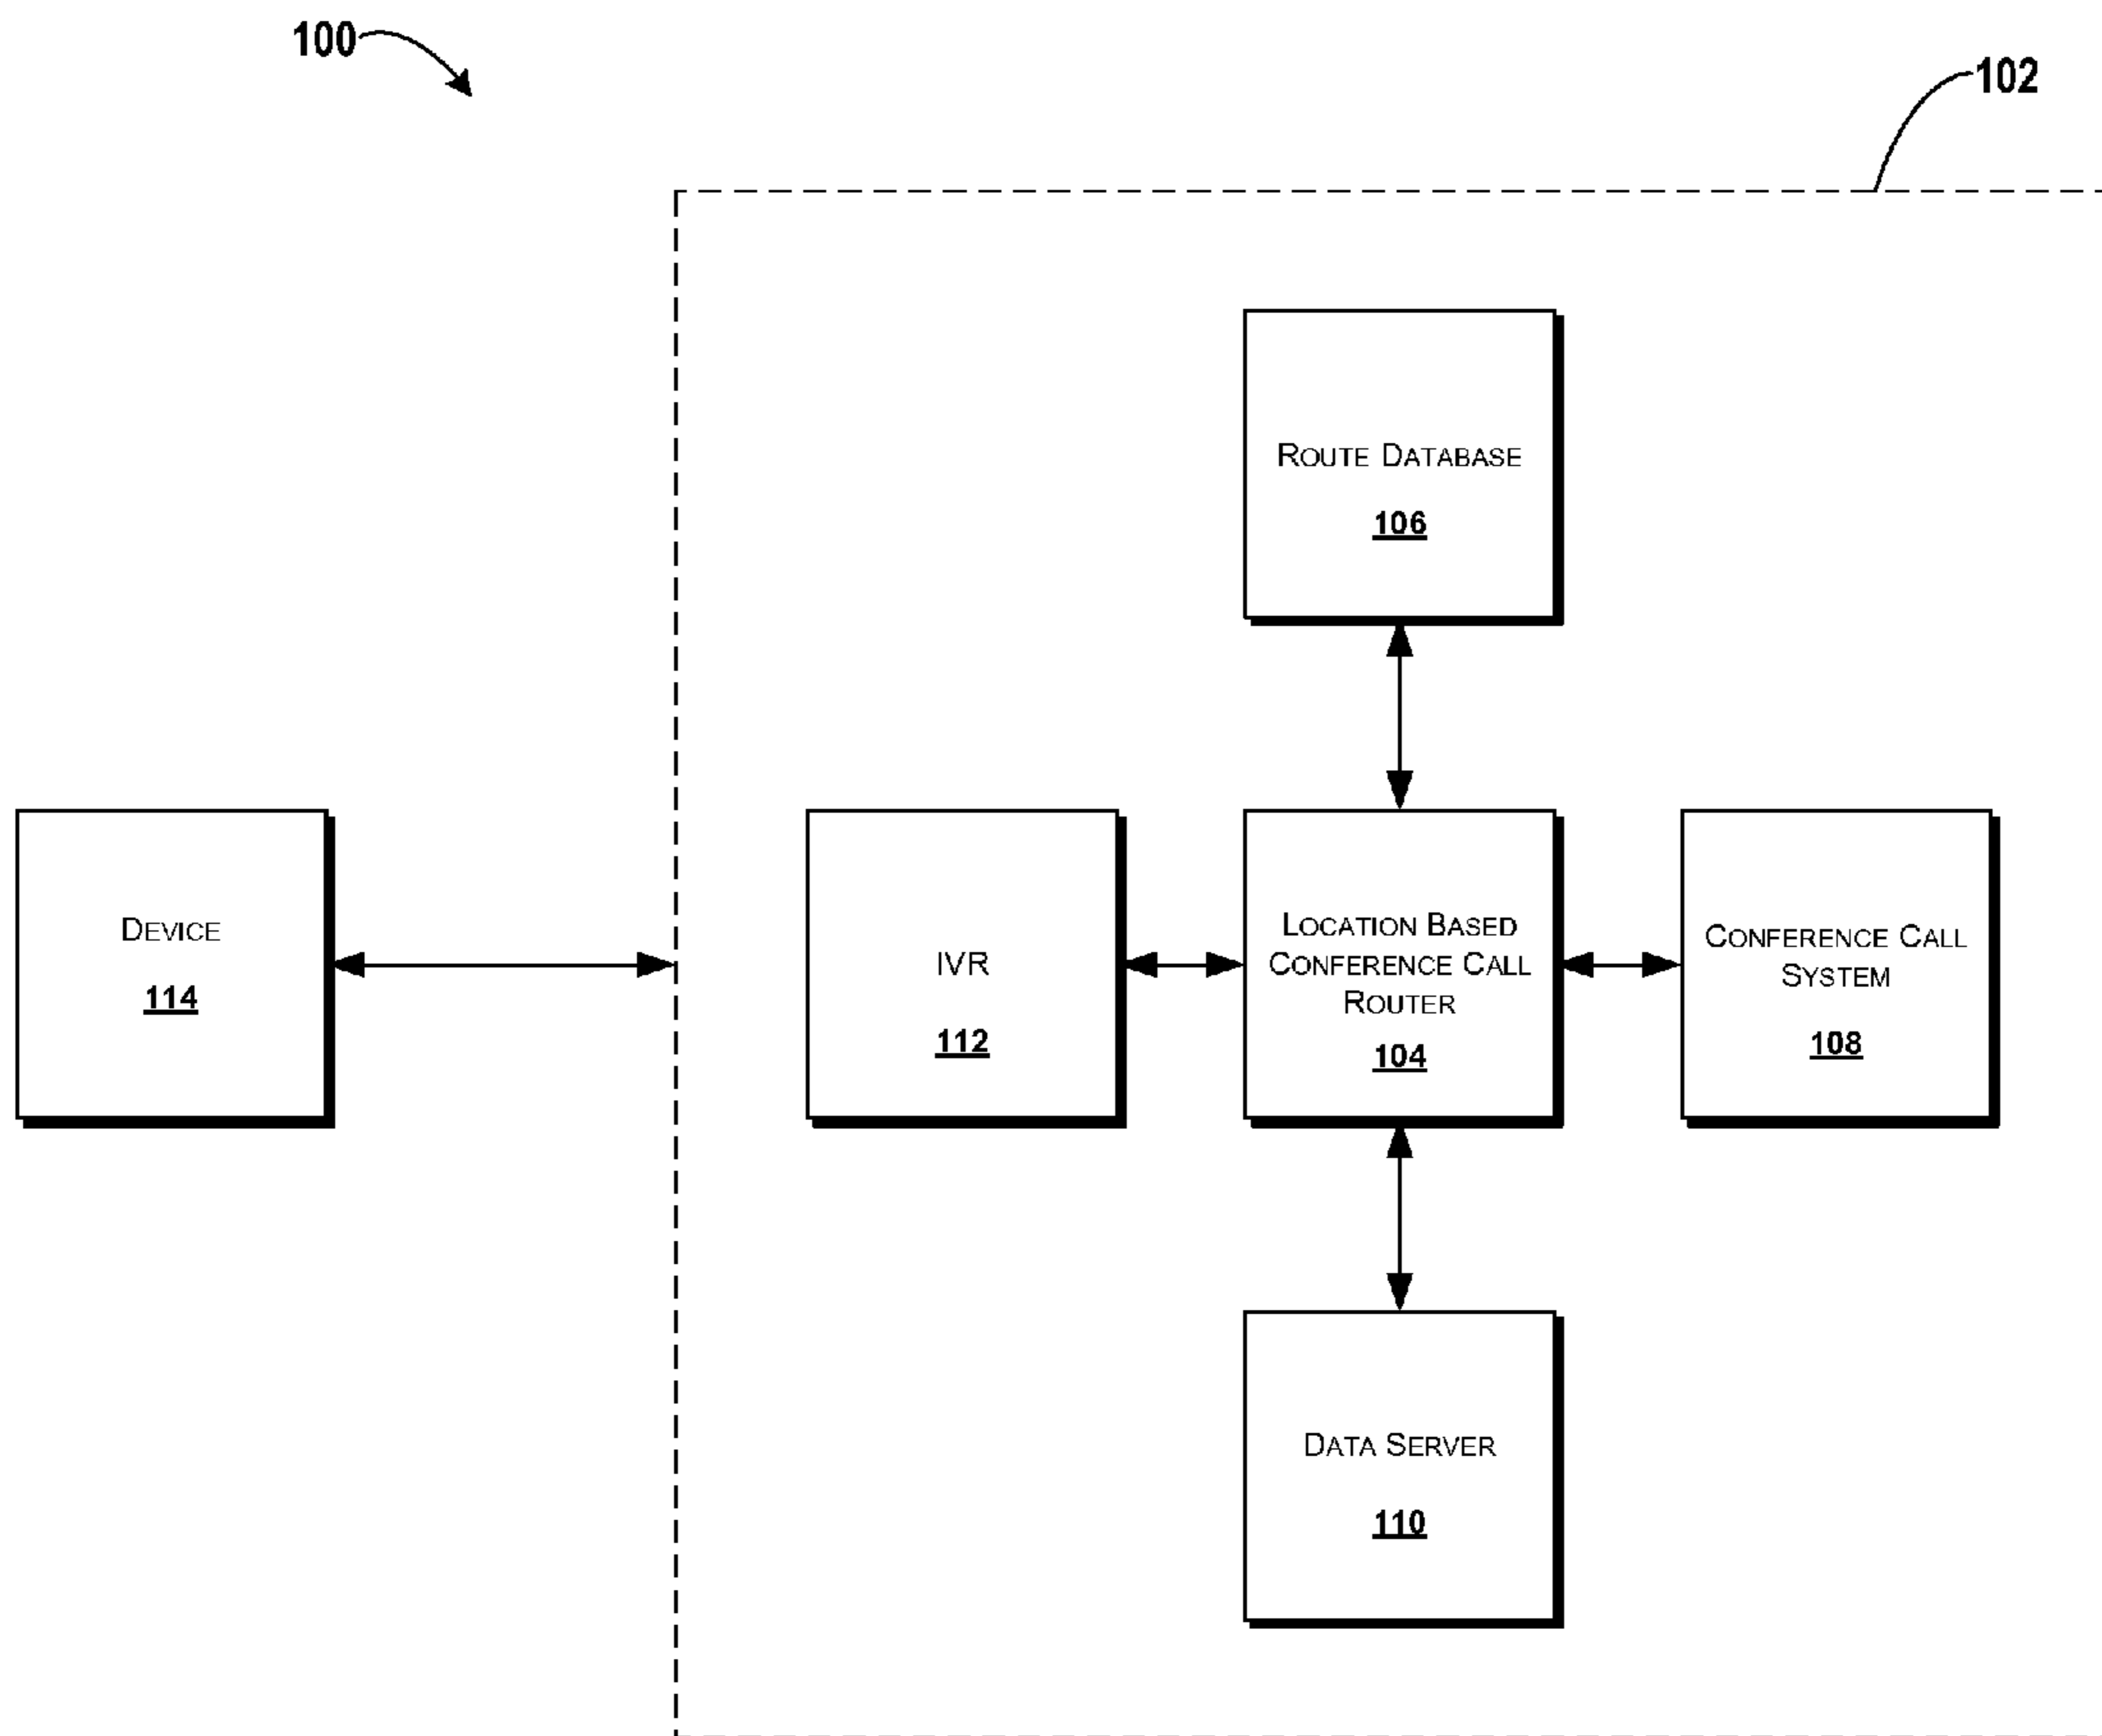 100
102
Route Database
106
Device
114
IVR
112
Location Based
Conference Call
Router
104
Conference Call
System
108
Data Server
110